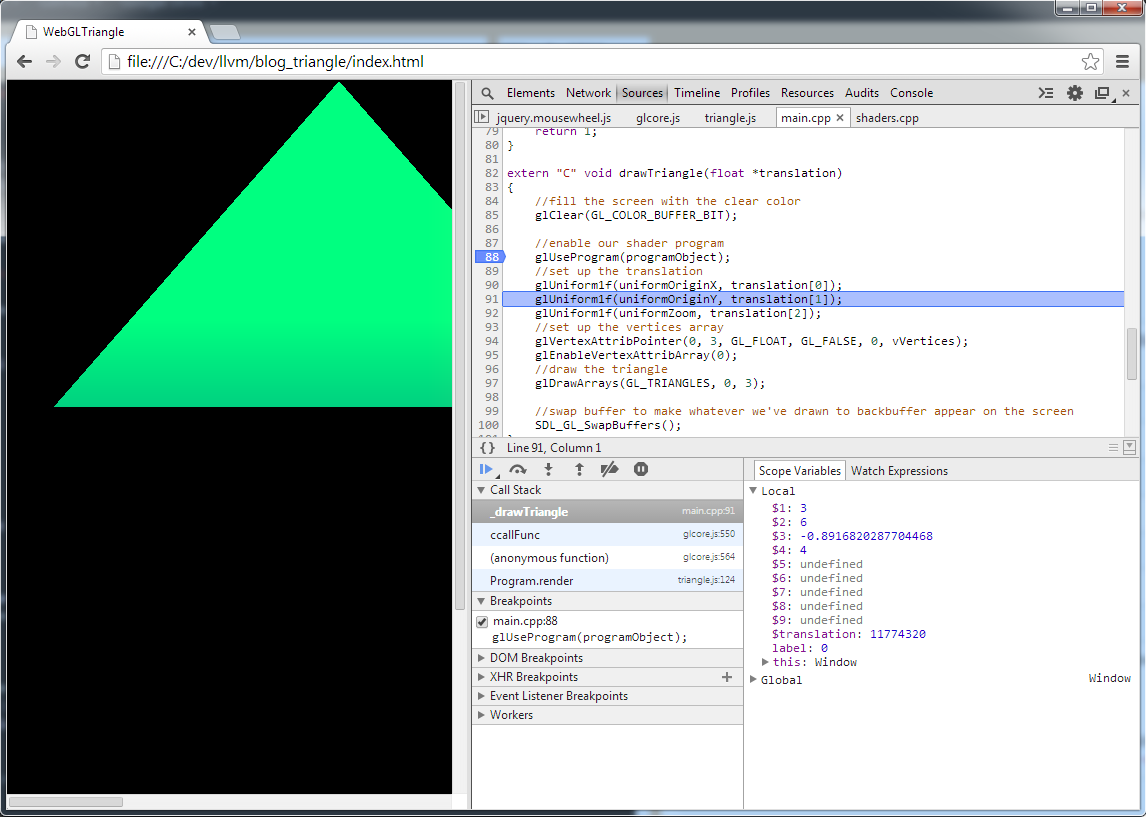 WebGLTriangle
file:///C:/dev/llvm/blog_triangle/index.html
Elements Network Sources Timeline Profiles Resources Audits Console
jquery.mousewheel.js glcore.js triangle.js main.cpp shaders.cpp
79 return 1;
80 }
81
82 extern "C" void drawTriangle(float *translation)
83 {
84 //fill the screen with the clear color
85 glClear(GL_COLOR_BUFFER_BIT);
86
87 //enable our shader program
88 glUseProgram(programObject);
89 //set up the translation
90 glUniform1f(uniformOriginX, translation[0]);
91 glUniform1f(uniformOriginY, translation[1]);
92 glUniform1f(uniformZoom, translation[2]);
93 //set up the vertices array
94 glVertexAttribPointer(0, 3, GL_FLOAT, GL_FALSE, 0, vVertices);
95 glEnableVertexAttribArray(0);
96 //draw the triangle
97 glDrawArrays(GL_TRIANGLES, 0, 3);
98
99 //swap buffer to make whatever we've drawn to backbuffer appear on the screen
100 SDL_GL_SwapBuffers();
{} Line 91, Column 1
Call Stack
_drawTriangle main.cpp:91
ccallFunc glcore.js:550
(anonymous function) glcore.js:564
Program.render triangle.js:124
Breakpoints
main.cpp:88
glUseProgram(programObject);
DOM Breakpoints
XHR Breakpoints
Event Listener Breakpoints
Workers
Scope Variables Watch Expressions
Local
$1: 3
$2: 6
$3: -0.8916820287704468
$4: 4
$5: undefined
$6: undefined
$7: undefined
$8: undefined
$9: undefined
$translation: 11774320
label: 0
this: Window
Global Window